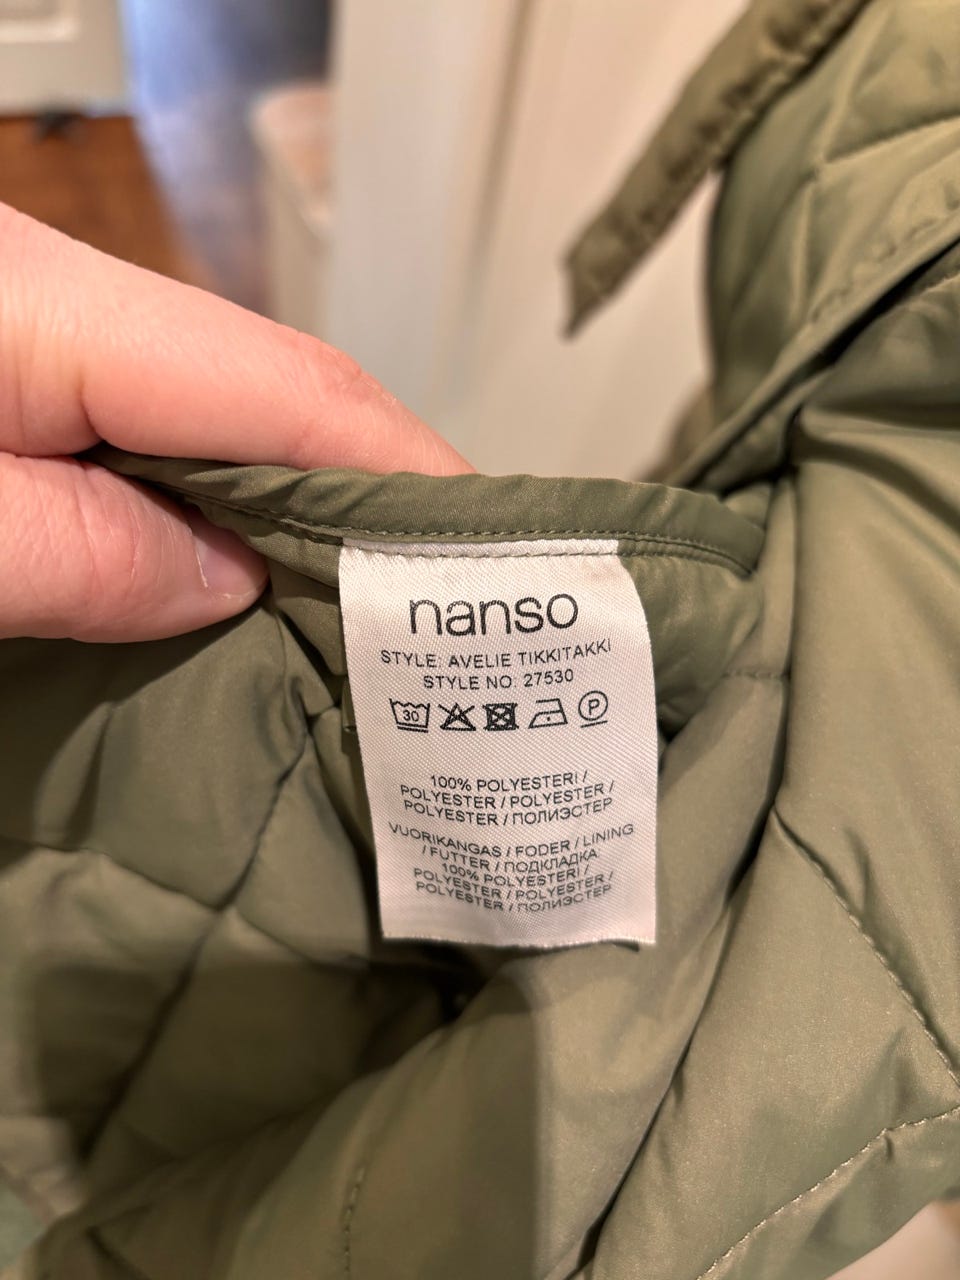 nanso
STYLE: AVELIE TIKKITAKKI
STYLE NO. 27530
30 P
100% POLYESTERI /
POLYESTER / POLYESTER /
POLYESTER / ПОЛИЭСТЕР
VUORIKANGAS / FODER / LINING
/ FUTTER / ПОДКЛАДКА:
100% POLYESTERI /
POLYESTER / POLYESTER /
POLYESTER / ПОЛИЭСТЕР